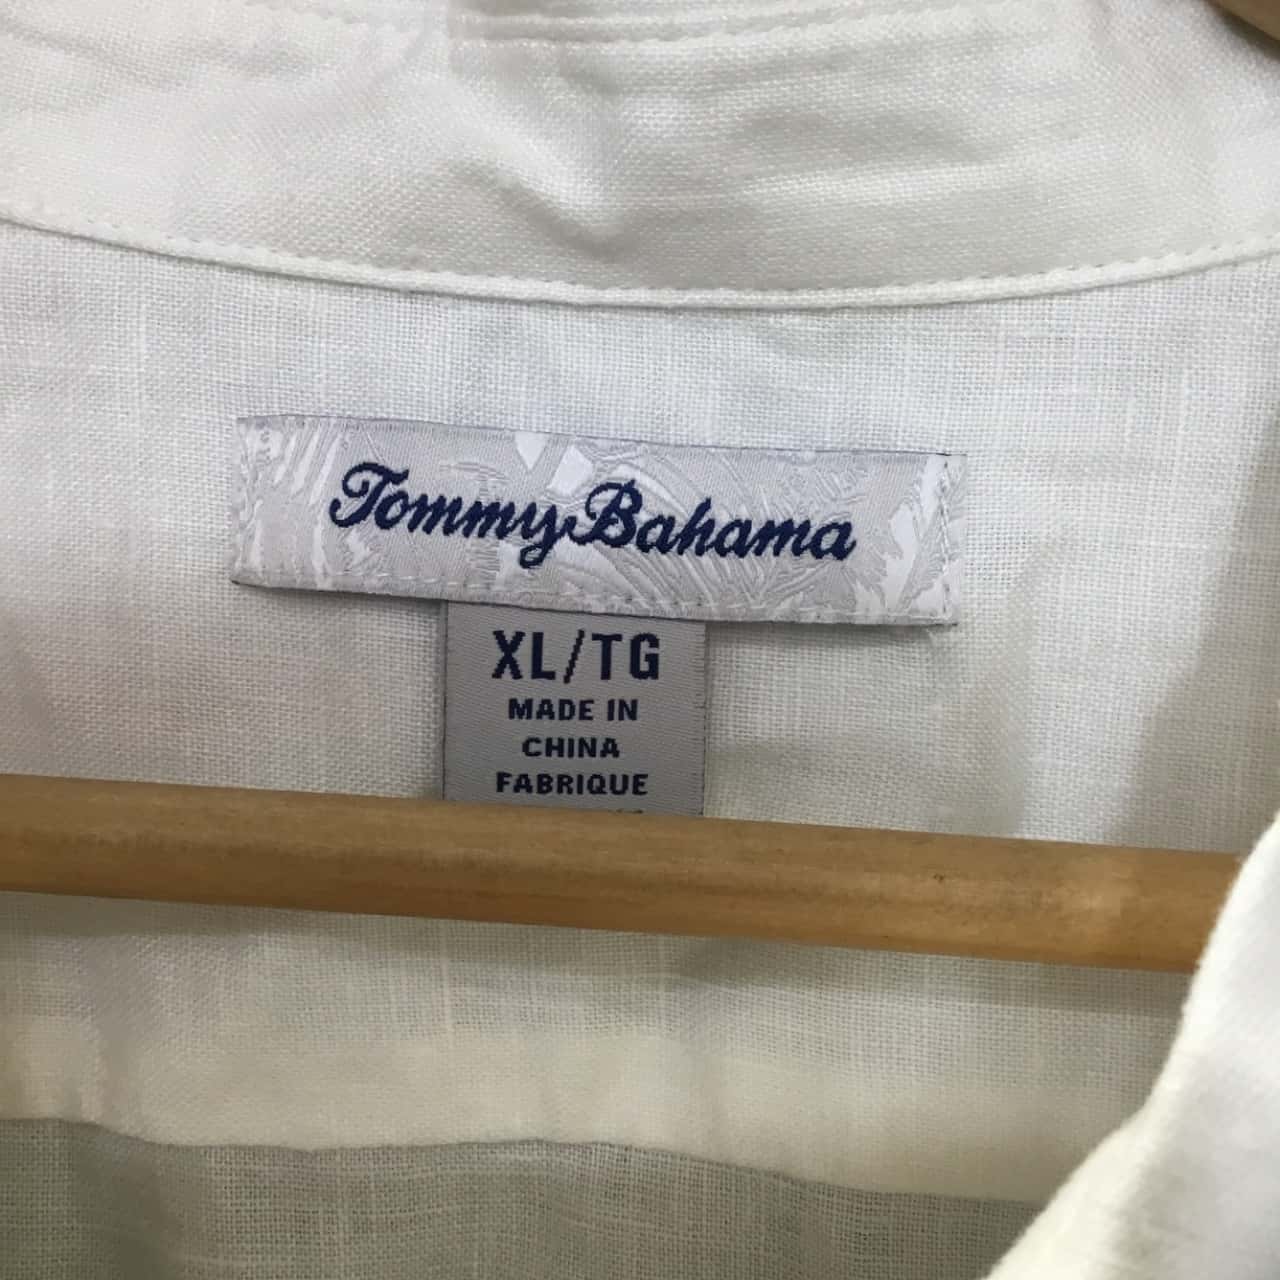 Tommy Bahama
XL/TG
MADE IN
CHINA
FABRIQUE